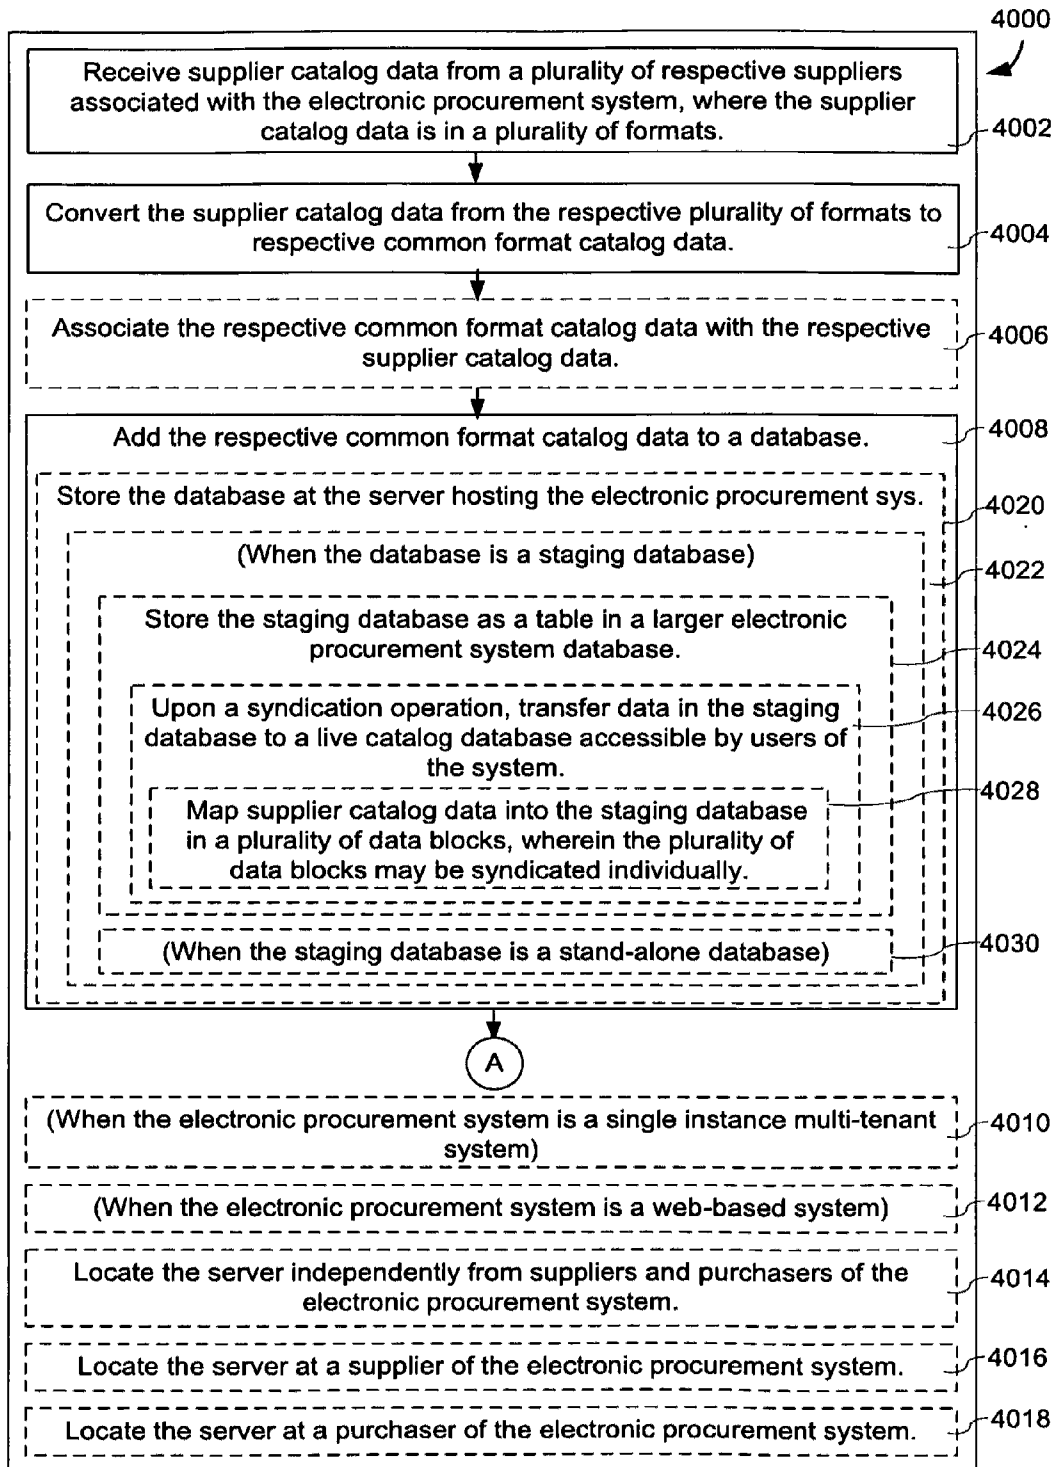 4000
Receive supplier catalog data from a plurality of respective suppliers
associated with the electronic procurement system, where the supplier
catalog data is in a plurality of formats.
4002
Convert the supplier catalog data from the respective plurality of formats to
respective common format catalog data.
4004
Associate the respective common format catalog data with the respective
supplier catalog data.
4006
Add the respective common format catalog data to a database.
4008
Store the database at the server hosting the electronic procurement sys.
4020
(When the database is a staging database)
4022
Store the staging database as a table in a larger electronic
procurement system database.
4024
Upon a syndication operation, transfer data in the staging
database to a live catalog database accessible by users of
the system.
4026
Map supplier catalog data into the staging database
in a plurality of data blocks, wherein the plurality of
data blocks may be syndicated individually.
4028
(When the staging database is a stand-alone database)
4030
A
(When the electronic procurement system is a single instance multi-tenant
system)
4010
(When the electronic procurement system is a web-based system)
4012
Locate the server independently from suppliers and purchasers of the
electronic procurement system.
4014
Locate the server at a supplier of the electronic procurement system.
4016
Locate the server at a purchaser of the electronic procurement system.
4018